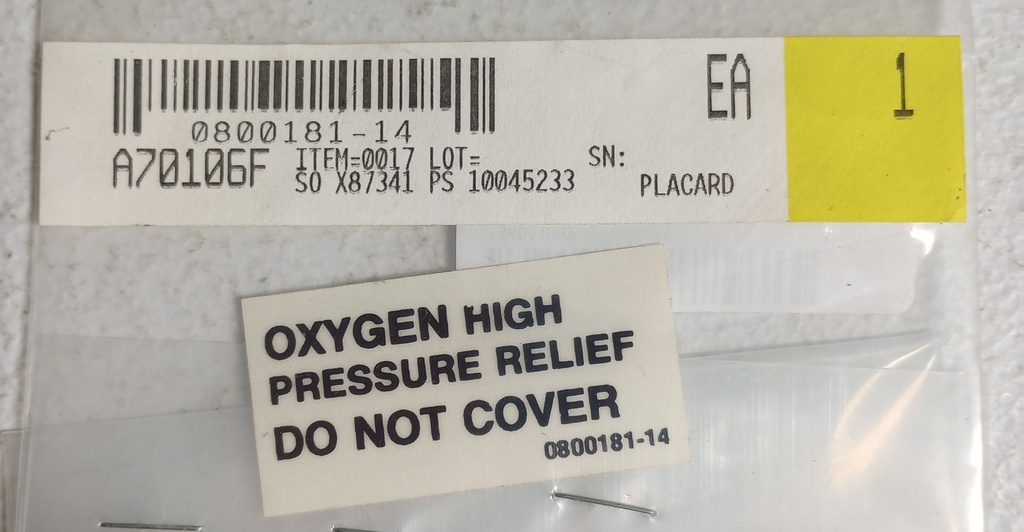 EA 1
0800181-14
A70106F ITEM=0017 LOT= SN:
SO X87341 PS 10045233 PLACARD
OXYGEN HIGH
PRESSURE RELIEF
DO NOT COVER
0800181-14